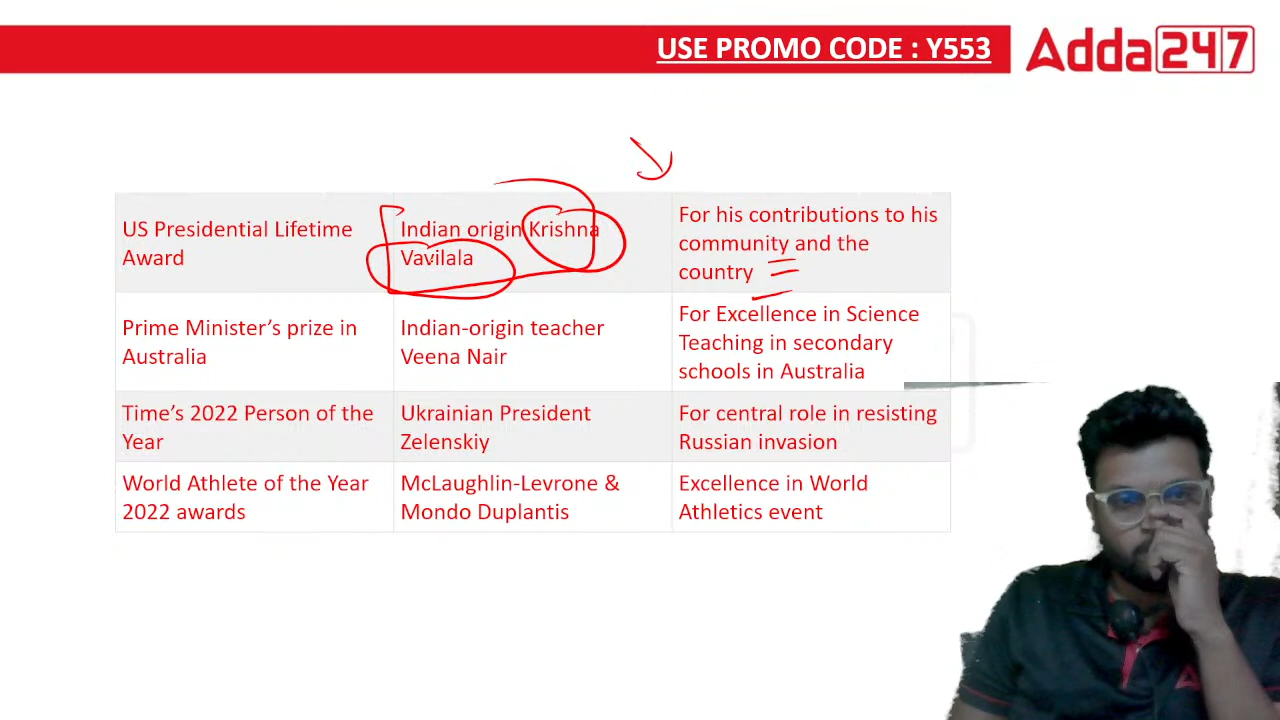 USE PROMO CODE : Y553
Adda247
US Presidential Lifetime
Award
Indian origin Krishna
Vavilala
For his contributions to his
community and the
country
Prime Minister's prize in
Australia
Indian-origin teacher
Veena Nair
For Excellence in Science
Teaching in secondary
schools in Australia
Time's 2022 Person of the
Year
Ukrainian President
Zelenskiy
For central role in resisting
Russian invasion
World Athlete of the Year
2022 awards
McLaughlin-Levrone &
Mondo Duplantis
Excellence in World
Athletics event